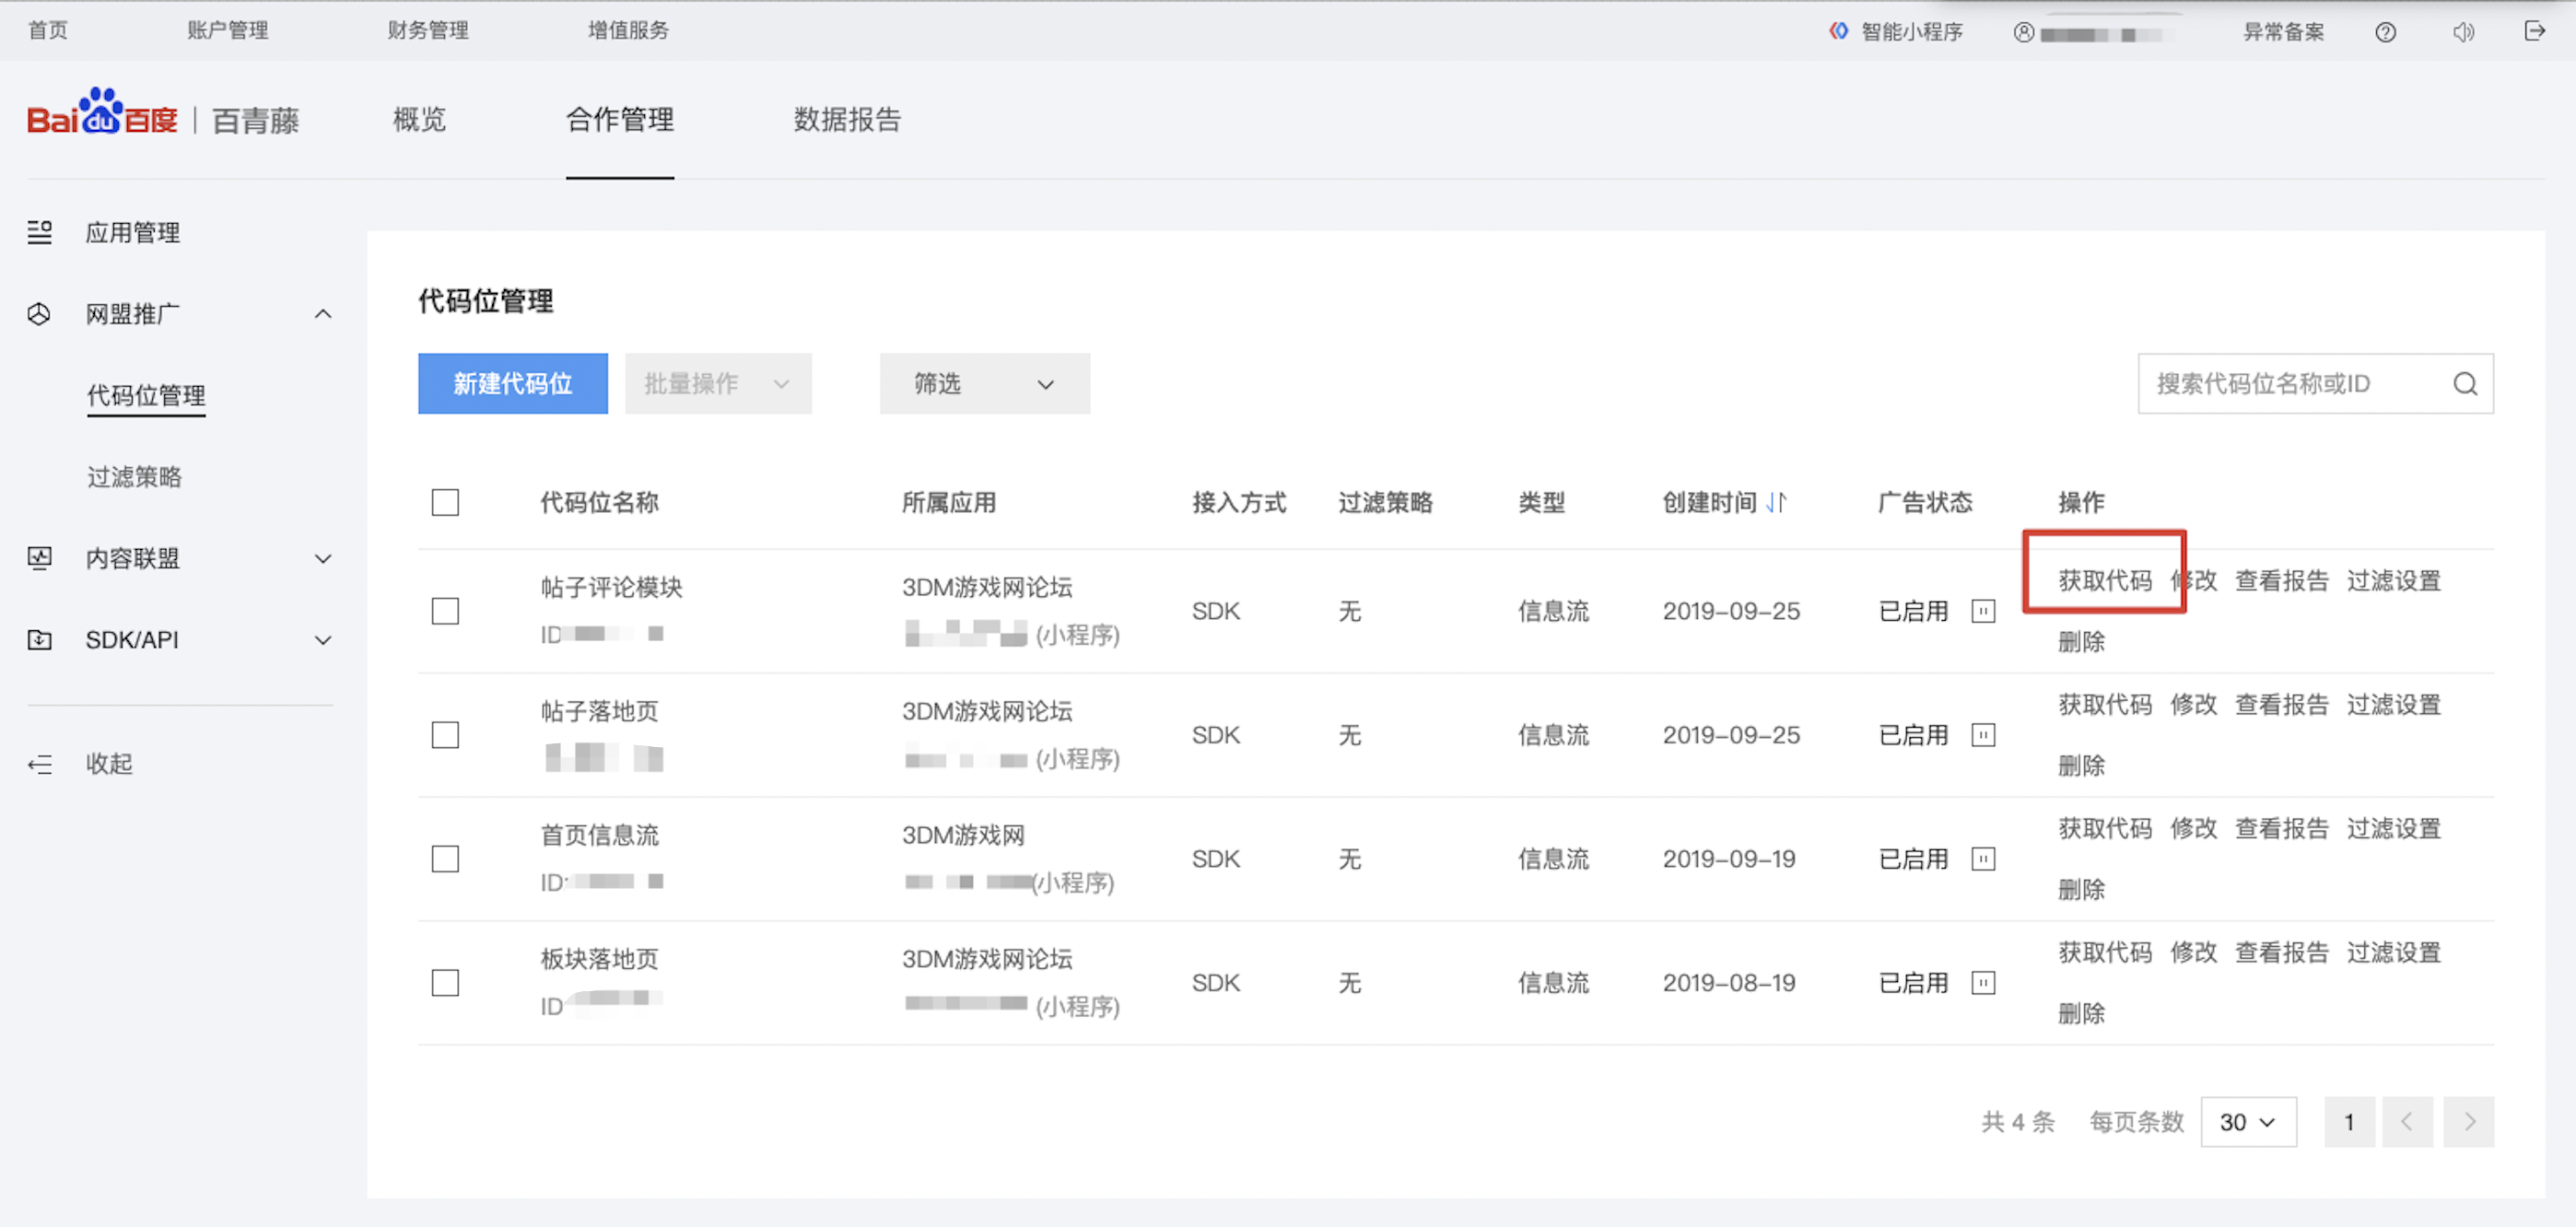 首页 账户管理 财务管理 增值服务 智能小程序 异常备案
Bai du 百度 | 百青藤 概览 合作管理 数据报告
应用管理
网盟推广
代码位管理
过滤策略
内容联盟
SDK/API
收起
代码位管理
新建代码位 批量操作 筛选 搜索代码位名称或ID
代码位名称 所属应用 接入方式 过滤策略 类型 创建时间 广告状态 操作
帖子评论模块 3DM游戏网论坛 获取代码 修改 查看报告 过滤设置
SDK 无 信息流 2019-09-25 已启用
ID (小程序) 删除
帖子落地页 3DM游戏网论坛 获取代码 修改 查看报告 过滤设置
SDK 无 信息流 2019-09-25 已启用
(小程序) 删除
首页信息流 3DM游戏网 获取代码 修改 查看报告 过滤设置
SDK 无 信息流 2019-09-19 已启用
ID: (小程序) 删除
板块落地页 3DM游戏网论坛 获取代码 修改 查看报告 过滤设置
SDK 无 信息流 2019-08-19 已启用
ID (小程序) 删除
共 4 条 每页条数 30 1